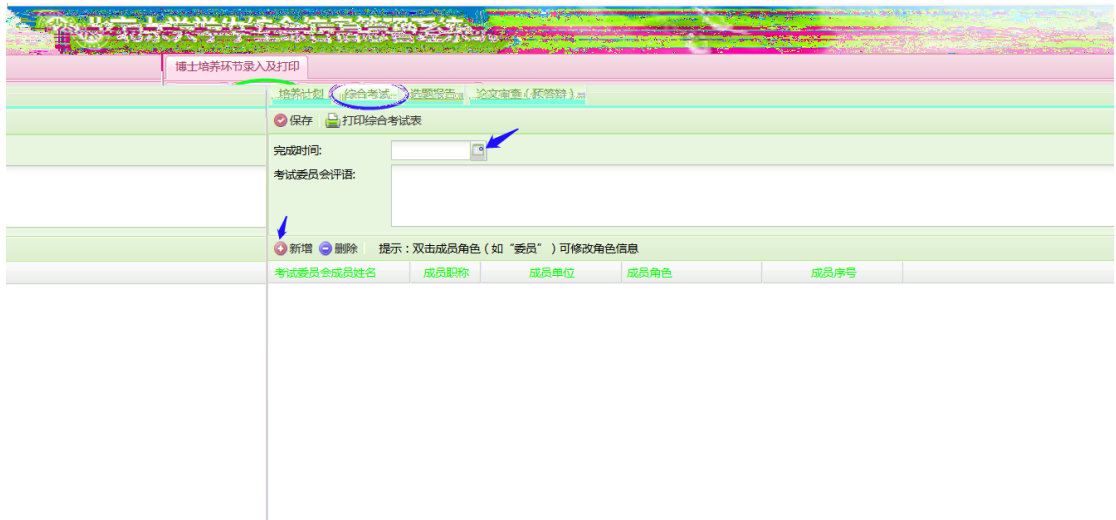 博士培养环节录入及打印
培养计划 综合考试 选题报告 论文审查（预答辩）
保存 打印综合考试表
完成时间:
考试委员会评语:
新增 删除 提示：双击成员角色（如“委员”）可修改角色信息
考试委员会成员姓名 成员职称 成员单位 成员角色 成员序号